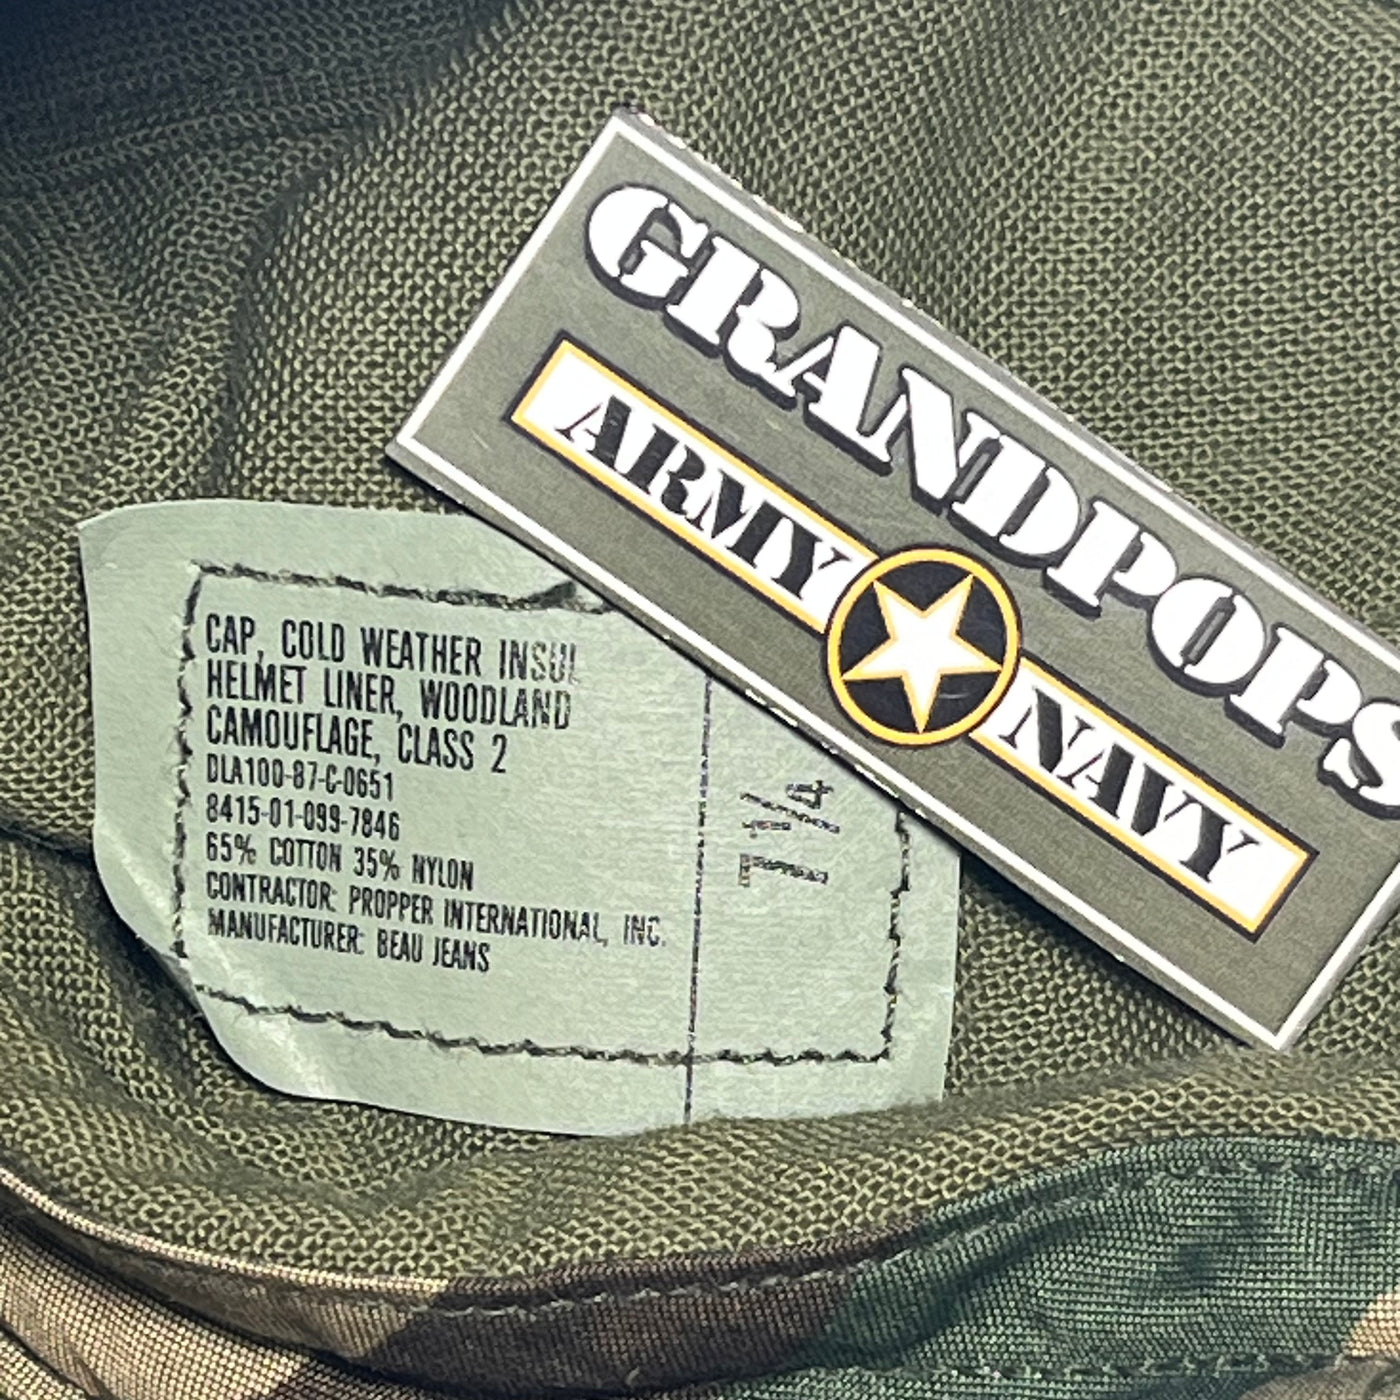 GRANDPOPS
ARMY NAVY
CAP, COLD WEATHER INSUL
HELMET LINER, WOODLAND
CAMOUFLAGE, CLASS 2
DLA100-87-C-0651
8415-01-099-7846
65% COTTON 35% NYLON
CONTRACTOR: PROPPER INTERNATIONAL, INC.
MANUFACTURER: BEAU JEANS